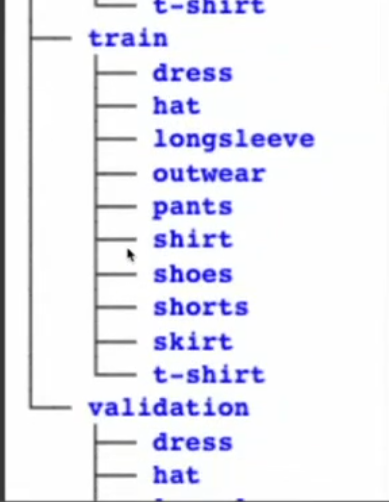 t-shirt
train
dress
hat
longsleeve
outwear
pants
shirt
shoes
shorts
skirt
t-shirt
validation
dress
hat